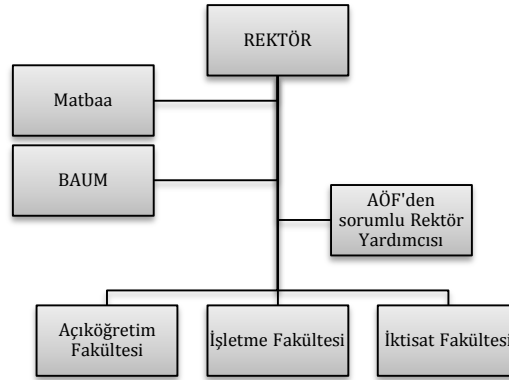 REKTÖR
Matbaa
BAUM
AÖF'den
sorumlu Rektör
Yardımcısı
Açıköğretim
Fakültesi
İşletme Fakültesi
İktisat Fakültesi